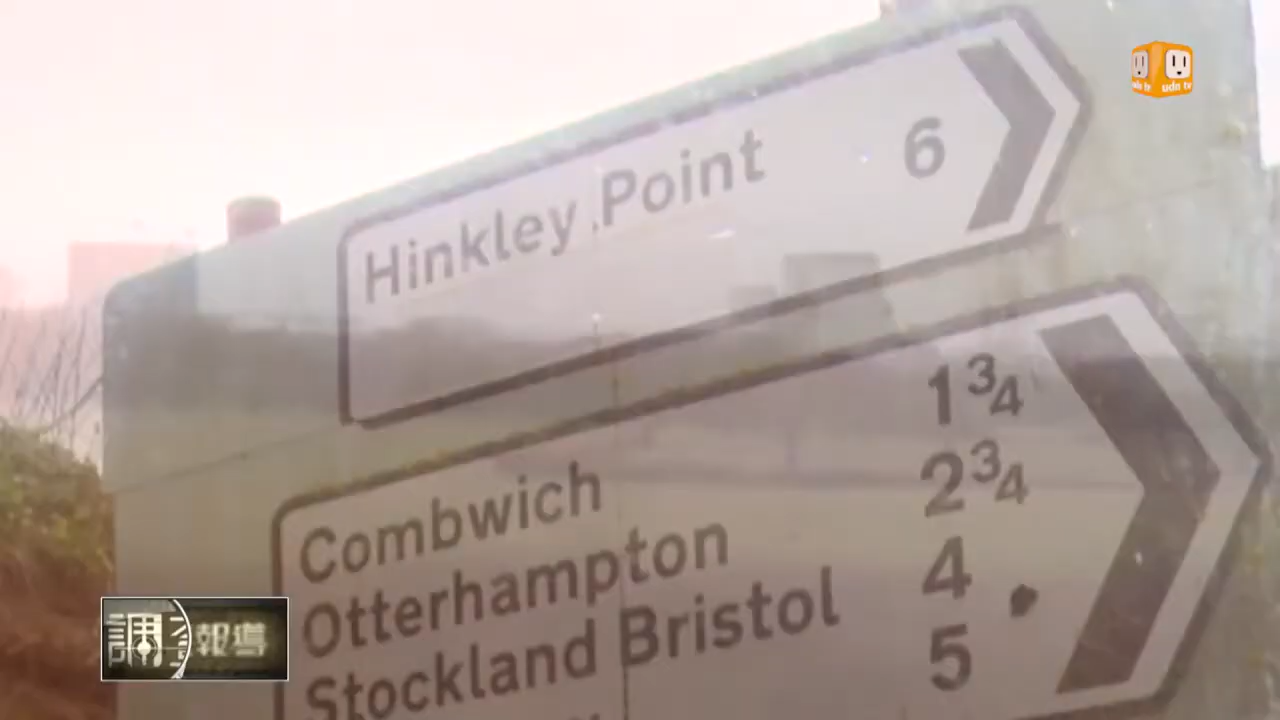 udn tv
Hinkley Point 6
Combwich 1¾
Otterhampton 2¾
Stockland Bristol 4
5
調查報導